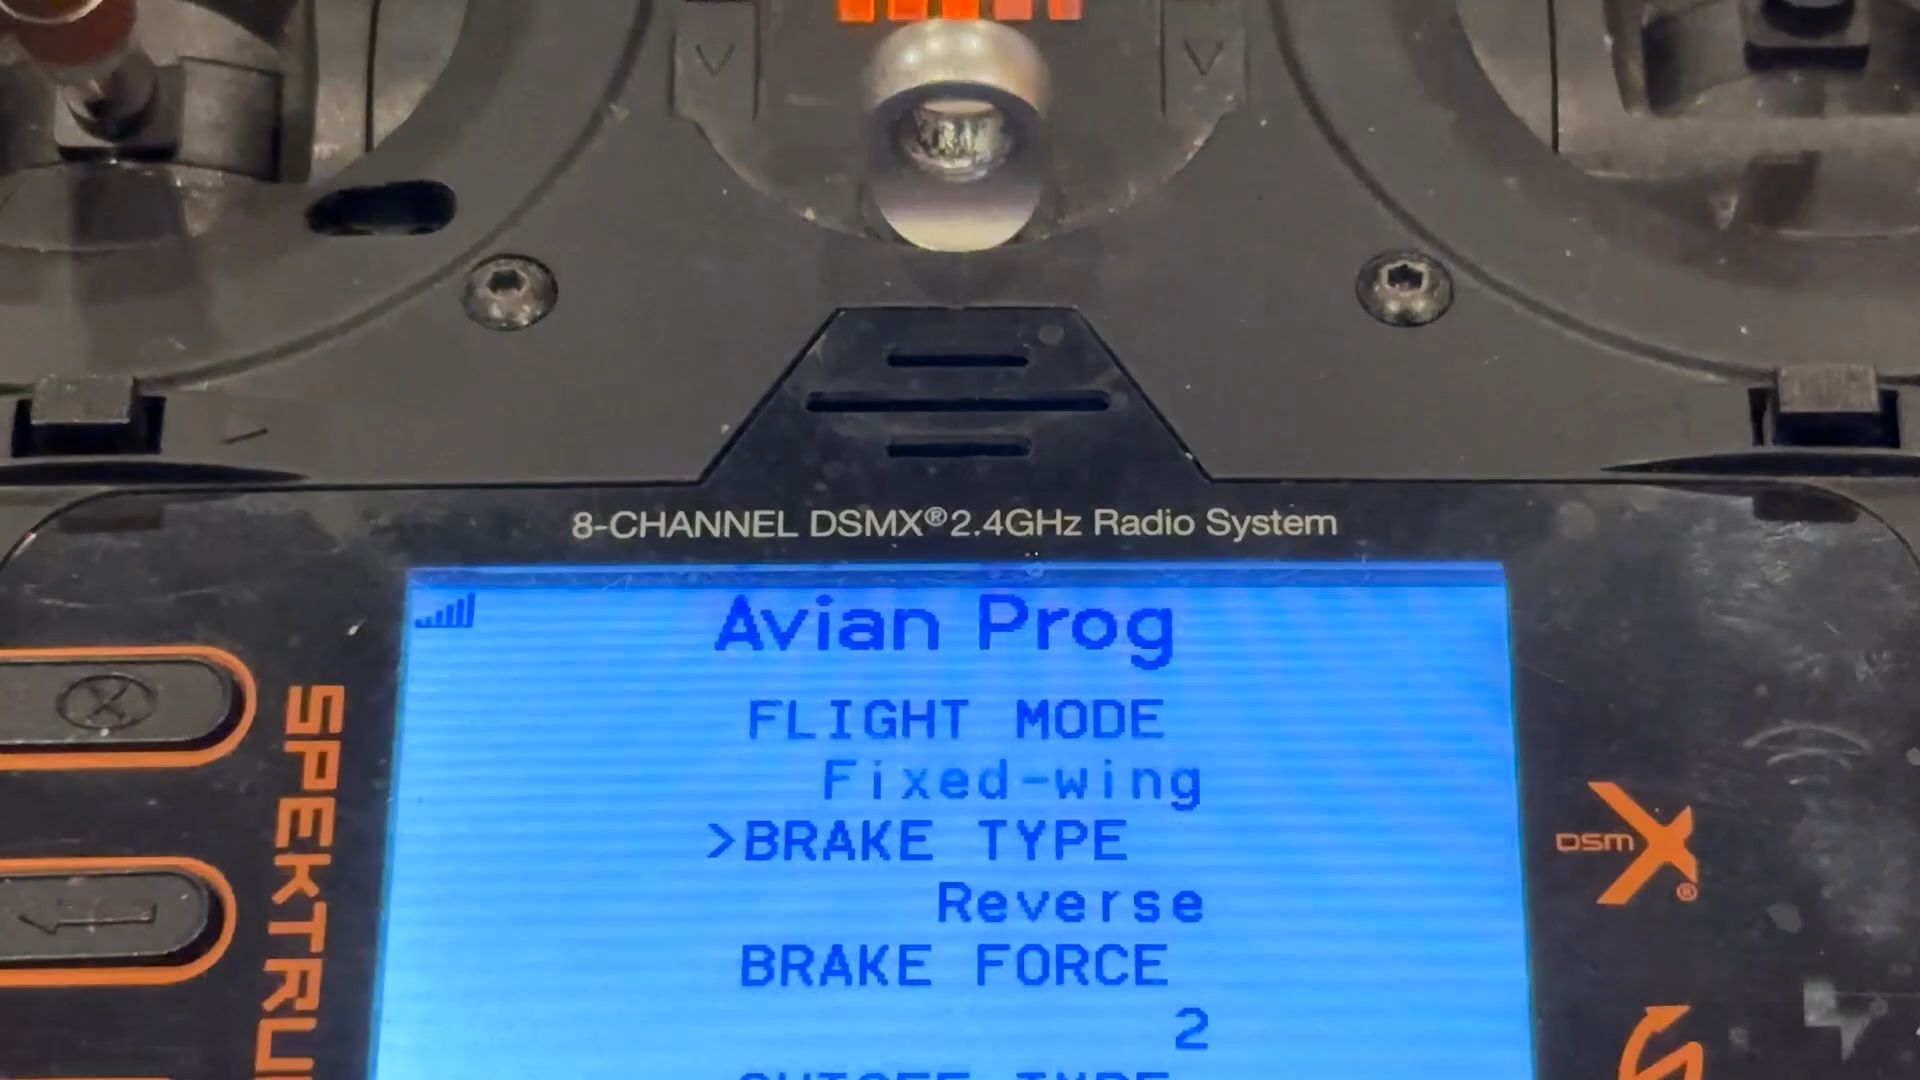 8-CHANNEL DSMX® 2.4GHz Radio System
Avian Prog
FLIGHT MODE
Fixed-wing
>BRAKE TYPE
Reverse
BRAKE FORCE
2
SPEKTRU
DSM X®